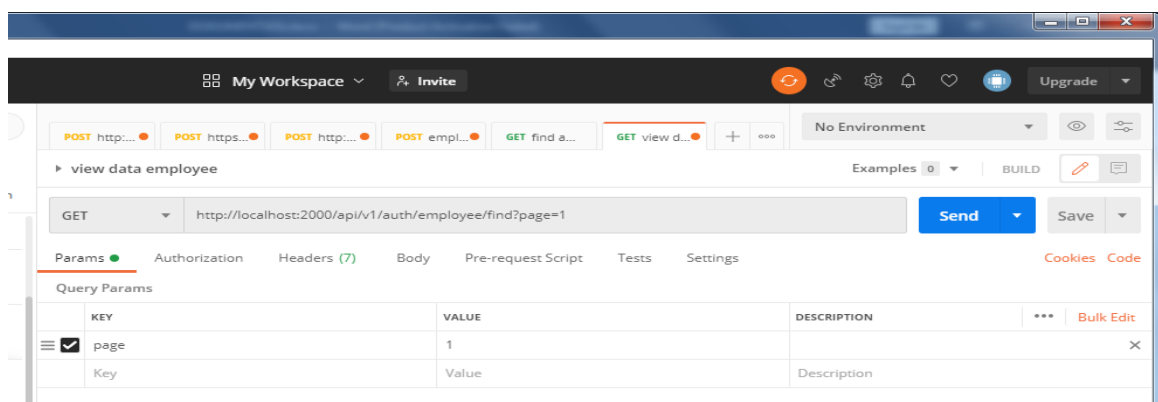 My Workspace Invite Upgrade
POST http:... POST https... POST http:... POST empl... GET find a... GET view d... No Environment
view data employee Examples 0 BUILD
GET http://localhost:2000/api/v1/auth/employee/find?page=1 Send Save
Params Authorization Headers (7) Body Pre-request Script Tests Settings Cookies Code
Query Params
KEY VALUE DESCRIPTION Bulk Edit
page 1
Key Value Description